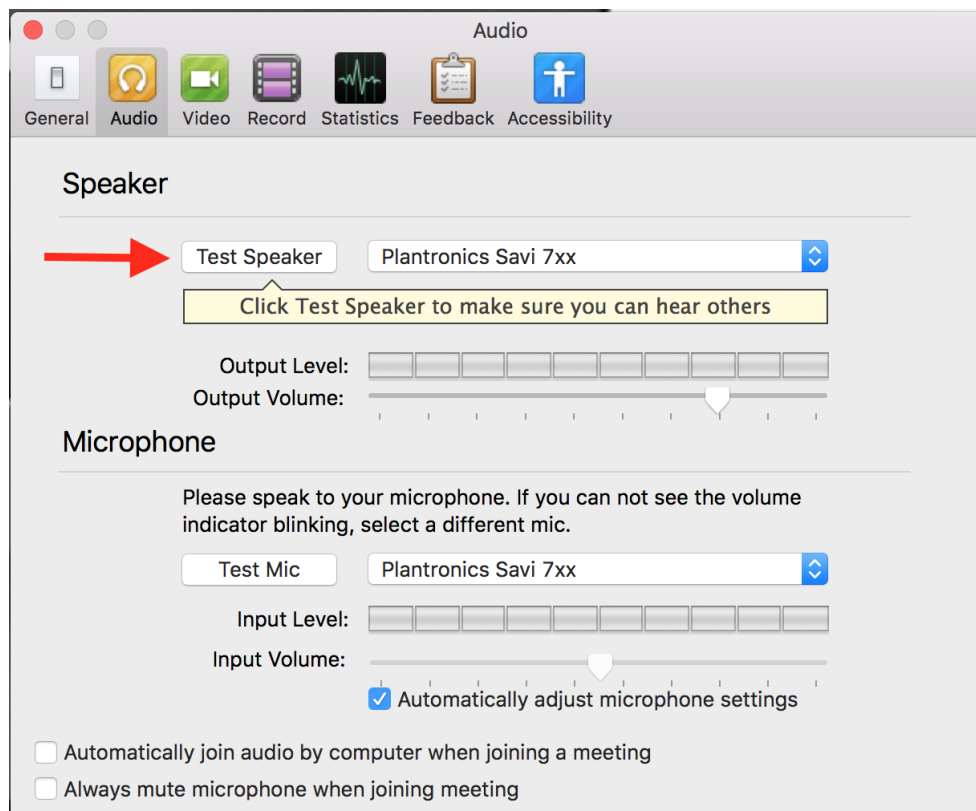 Audio
General Audio Video Record Statistics Feedback Accessibility
Speaker
Test Speaker Plantronics Savi 7xx
Click Test Speaker to make sure you can hear others
Output Level:
Output Volume:
Microphone
Please speak to your microphone. If you can not see the volume
indicator blinking, select a different mic.
Test Mic Plantronics Savi 7xx
Input Level:
Input Volume:
Automatically adjust microphone settings
Automatically join audio by computer when joining a meeting
Always mute microphone when joining meeting